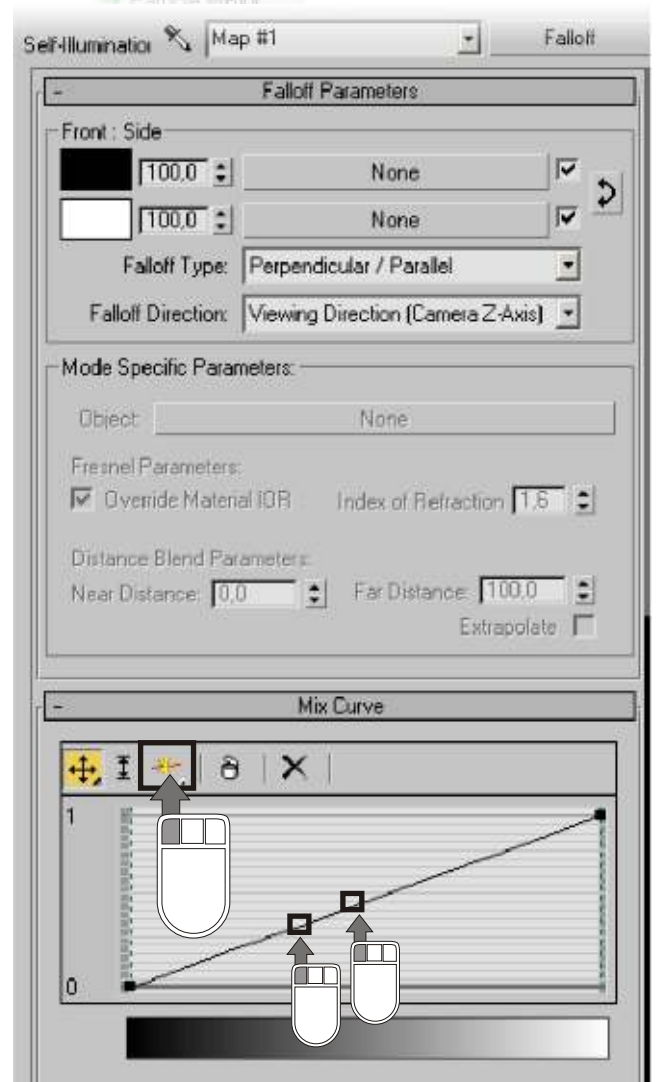 Self-Illumination Map #1 Falloff
- Falloff Parameters
Front : Side
100,0 None
100,0 None
Falloff Type: Perpendicular / Parallel
Falloff Direction: Viewing Direction (Camera Z-Axis)
Mode Specific Parameters:
Object: None
Fresnel Parameters:
Override Material IOR Index of Refraction 1,6
Distance Blend Parameters:
Near Distance: 0,0 Far Distance: 100,0
Extrapolate
- Mix Curve
1
0